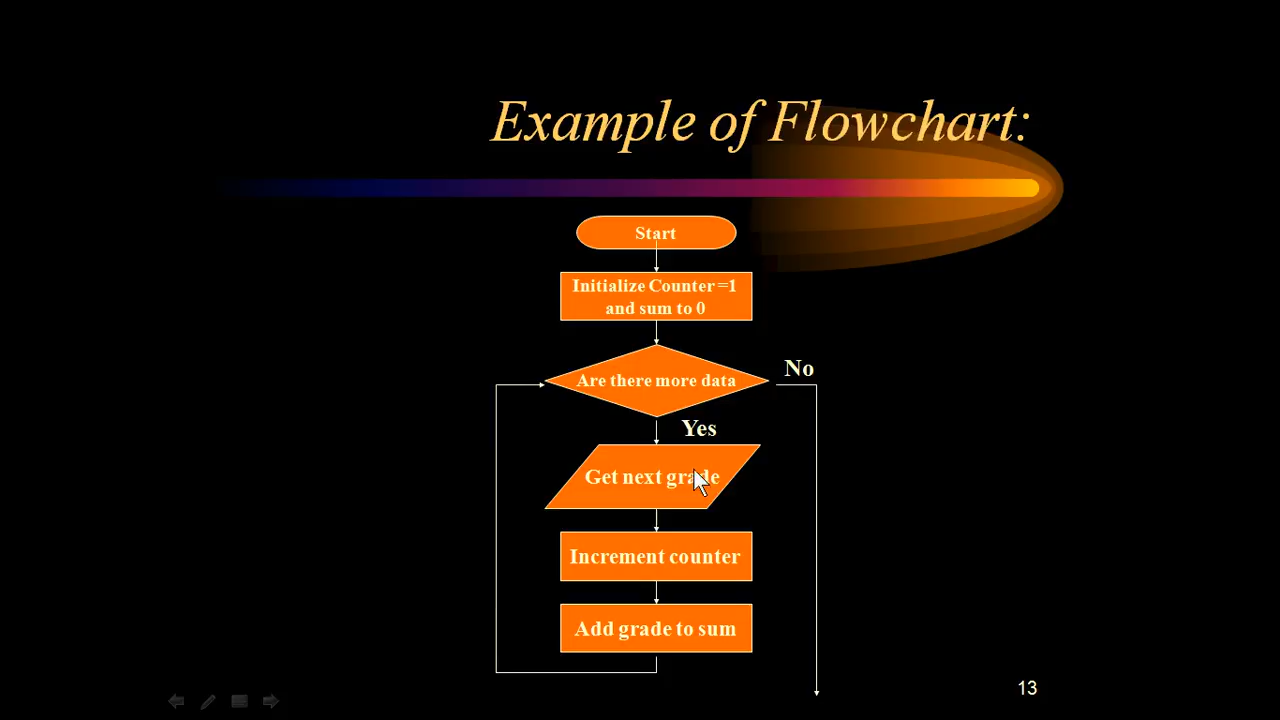 Example of Flowchart:
Start
Initialize Counter =1
and sum to 0
Are there more data
No
Yes
Get next grade
Increment counter
Add grade to sum
13